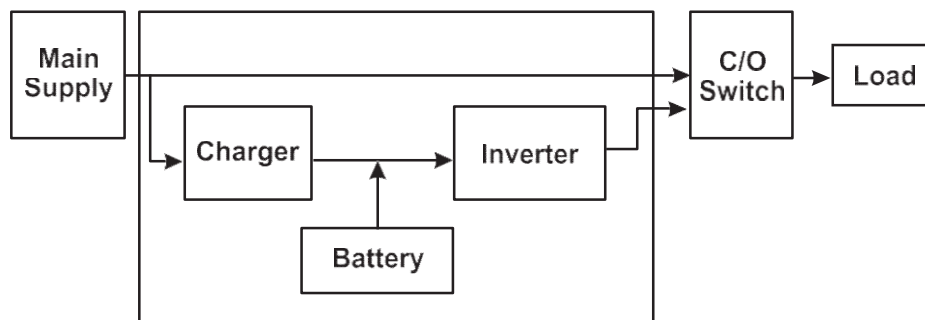 Main
Supply
C/O
Switch
Load
Charger
Inverter
Battery